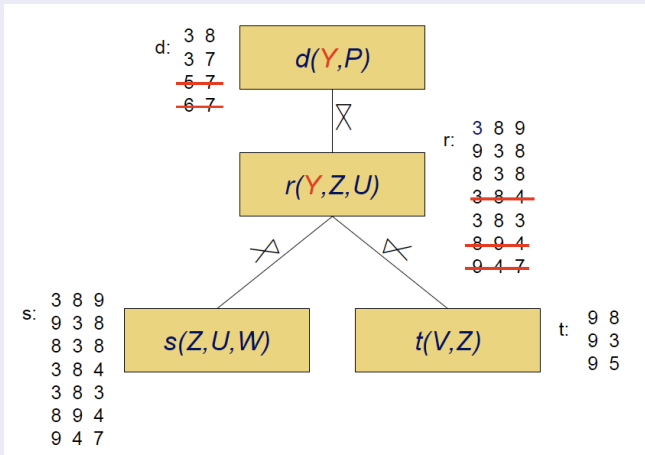 d:
3 8
3 7
5 7
6 7
d(Y,P)
r:
3 8 9
9 3 8
8 3 8
3 8 4
3 8 3
8 9 4
9 4 7
r(Y,Z,U)
s:
3 8 9
9 3 8
8 3 8
3 8 4
3 8 3
8 9 4
9 4 7
s(Z,U,W)
t(V,Z)
t:
9 8
9 3
9 5